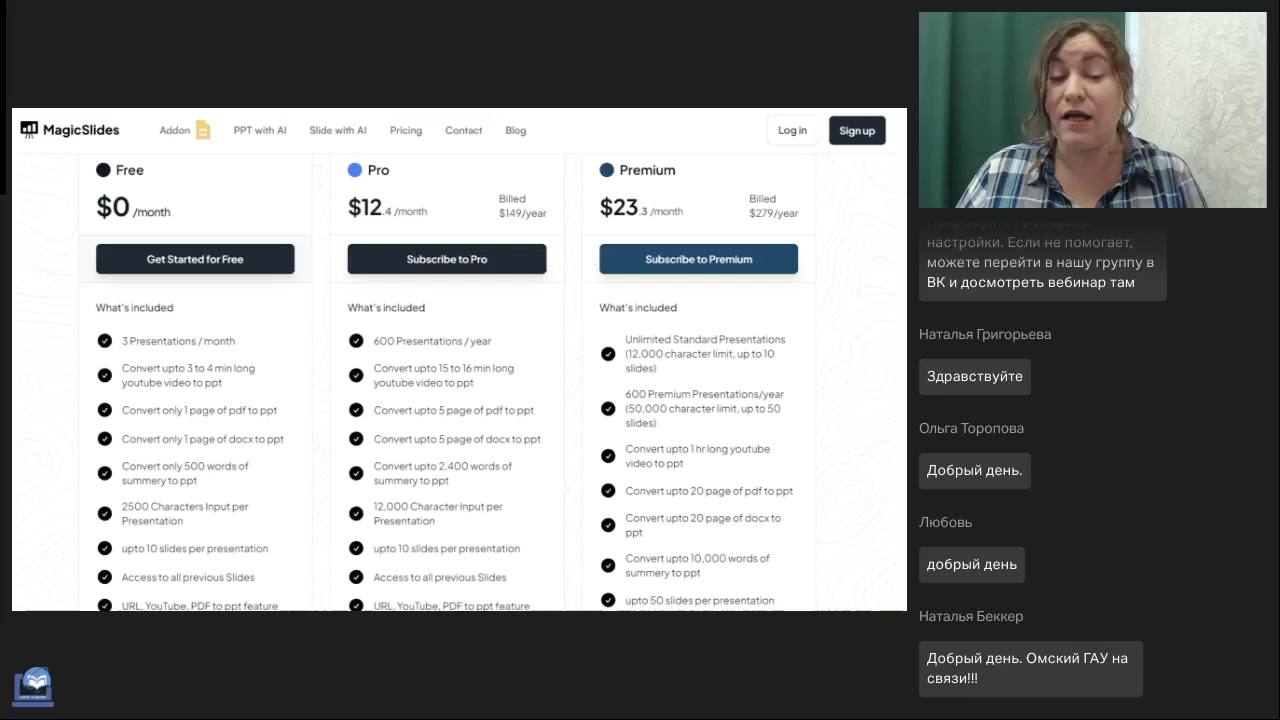 MagicSlides
Addon
PPT with AI
Slide with AI
Pricing
Contact
Blog
Log in
Sign up
Free
$0 /month
Get Started for Free
What's included
3 Presentations / month
Convert upto 3 to 4 min long
youtube video to ppt
Convert only 1 page of pdf to ppt
Convert only 1 page of docx to ppt
Convert only 500 words of
summery to ppt
2500 Characters Input per
Presentation
upto 10 slides per presentation
Access to all previous Slides
URL, YouTube, PDF to ppt feature
Pro
$12.4 /month
Billed
$149/year
Subscribe to Pro
What's included
600 Presentations / year
Convert upto 15 to 16 min long
youtube video to ppt
Convert upto 5 page of pdf to ppt
Convert upto 5 page of docx to ppt
Convert upto 2,400 words of
summery to ppt
12,000 Character Input per
Presentation
upto 10 slides per presentation
Access to all previous Slides
URL, YouTube, PDF to ppt feature
Premium
$23.3 /month
Billed
$279/year
Subscribe to Premium
What's included
Unlimited Standard Presentations
(12,000 character limit, up to 10
slides)
600 Premium Presentations/year
(50,000 character limit, up to 50
slides)
Convert upto 1 hr long youtube
video to ppt
Convert upto 20 page of pdf to ppt
Convert upto 20 page of docx to
ppt
Convert upto 10,000 words of
summery to ppt
upto 50 slides per presentation
настройки. Если не помогает,
можете перейти в нашу группу в
ВК и досмотреть вебинар там
Наталья Григорьева
Здравствуйте
Ольга Торопова
Добрый день.
Любовь
добрый день
Наталья Беккер
Добрый день. Омский ГАУ на
связи!!!